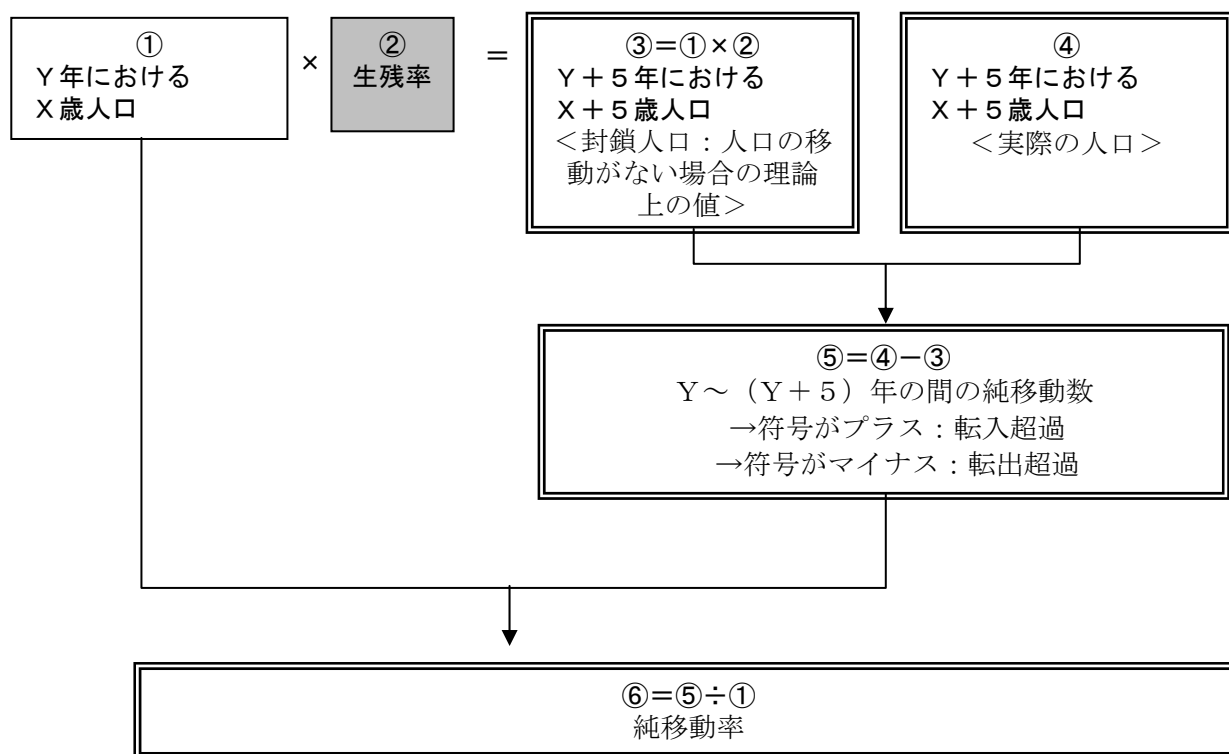 ①
Y年における
X歳人口
×
②
生残率
＝
③＝①×②
Y＋5年における
X＋5歳人口
＜封鎖人口：人口の移
動がない場合の理論
上の値＞
④
Y＋5年における
X＋5歳人口
＜実際の人口＞
⑤＝④－③
Y～（Y＋5）年の間の純移動数
→符号がプラス：転入超過
→符号がマイナス：転出超過
⑥＝⑤÷①
純移動率